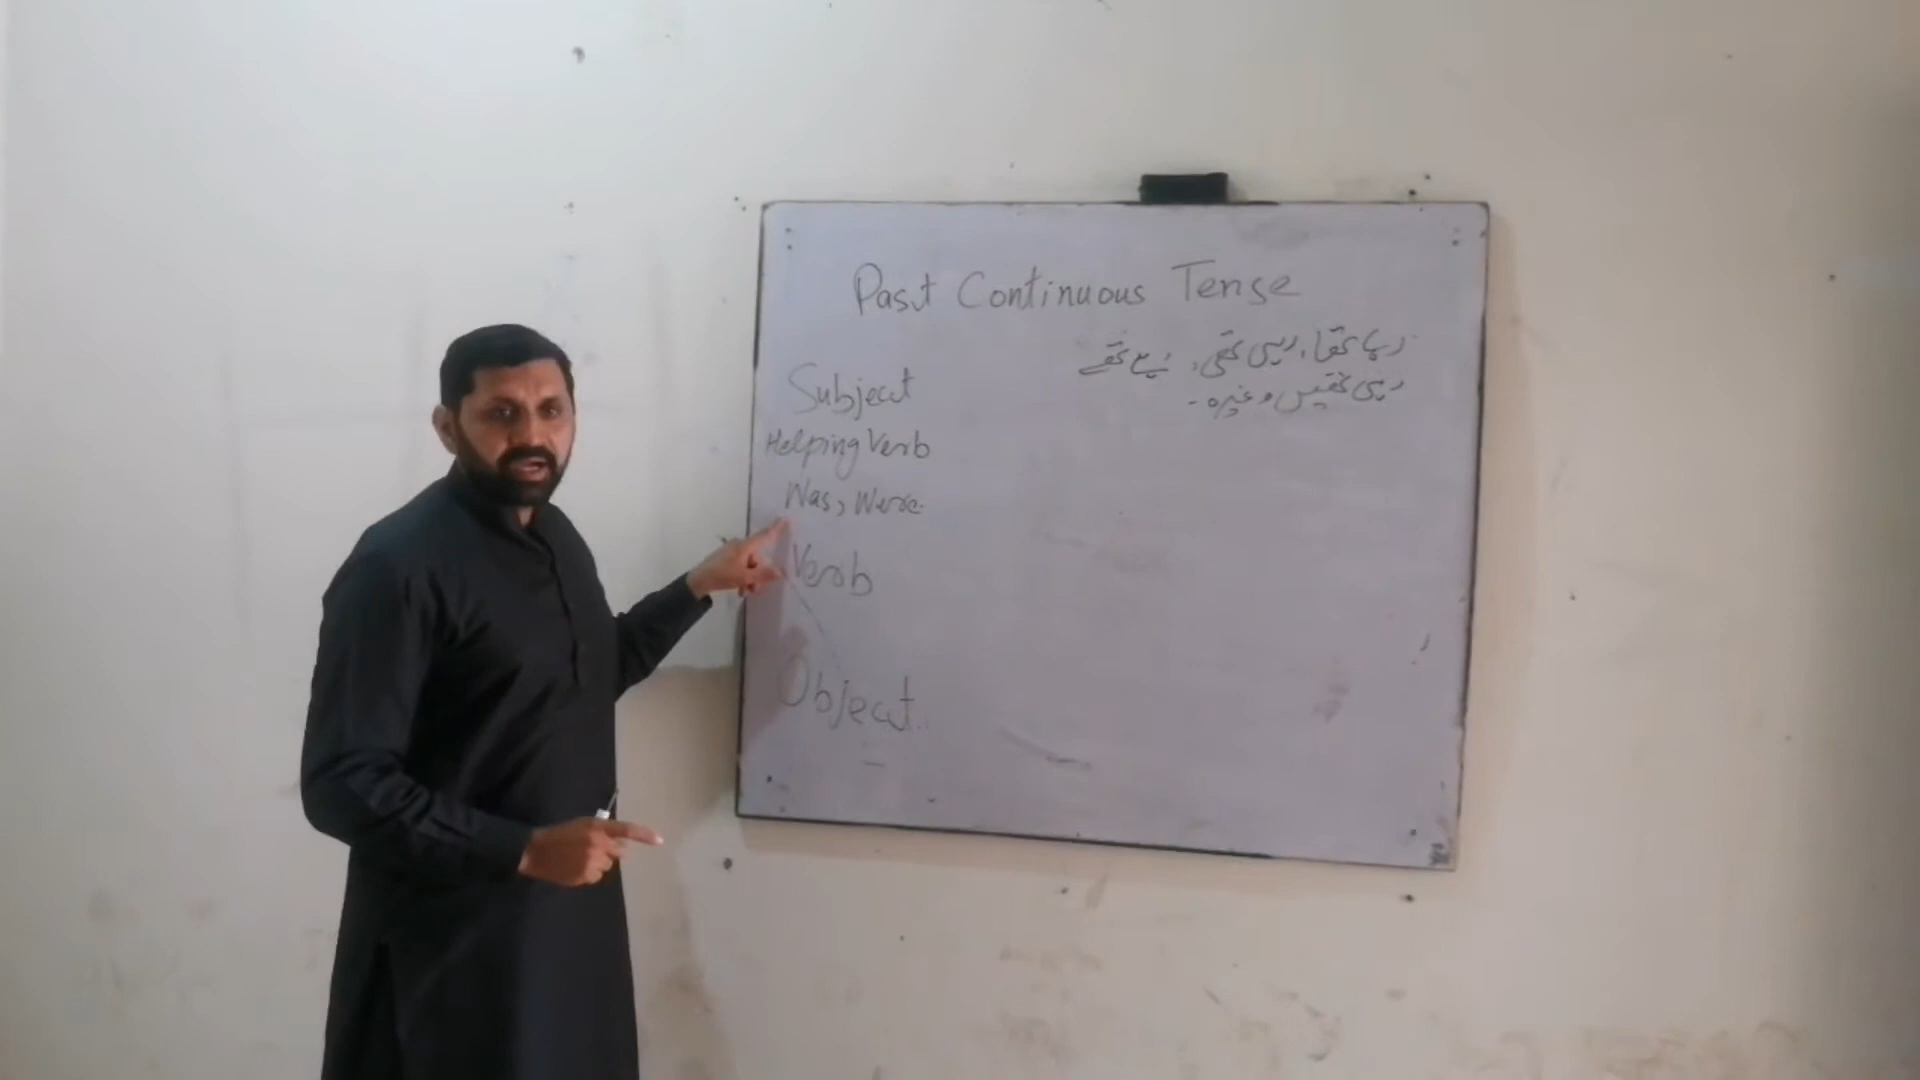 Past Continuous Tense
رہا تھا، رہی تھی، رہے تھے
رہی تھیں وغیرہ۔
Subject
Helping Verb
Was, Were
Verb
Object